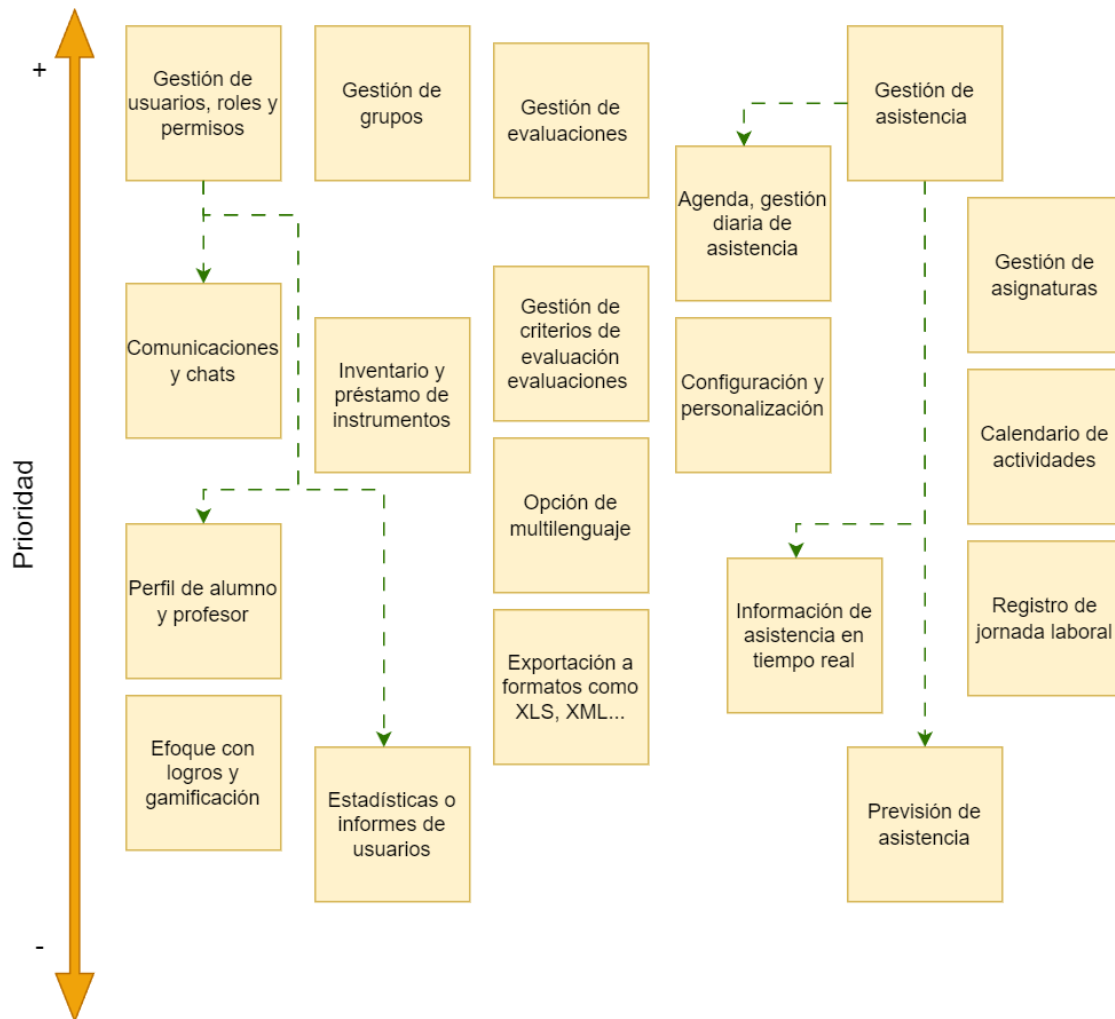 +
Gestión de
usuarios, roles y
permisos
Gestión de
grupos
Gestión de
evaluaciones
Gestión de
asistencia
Agenda, gestión
diaria de
asistencia
Gestión de
asignaturas
Comunicaciones
y chats
Inventario y
préstamo de
instrumentos
Gestión de
criterios de
evaluación
evaluaciones
Configuración y
personalización
Calendario de
actividades
Prioridad
Opción de
multilenguaje
Perfil de alumno
y profesor
Información de
asistencia en
tiempo real
Registro de
jornada laboral
Exportación a
formatos como
XLS, XML...
Efoque con
logros y
gamificación
Estadísticas o
informes de
usuarios
Previsión de
asistencia
-